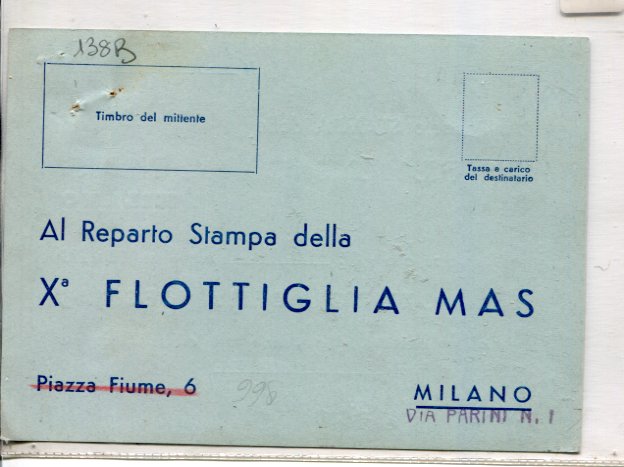 138B
Timbro del mittente
Tassa a carico
del destinatario
Al Reparto Stampa della
Xª FLOTTIGLIA MAS
Piazza Fiume, 6
998
MILANO
VIA PARINI N. 1